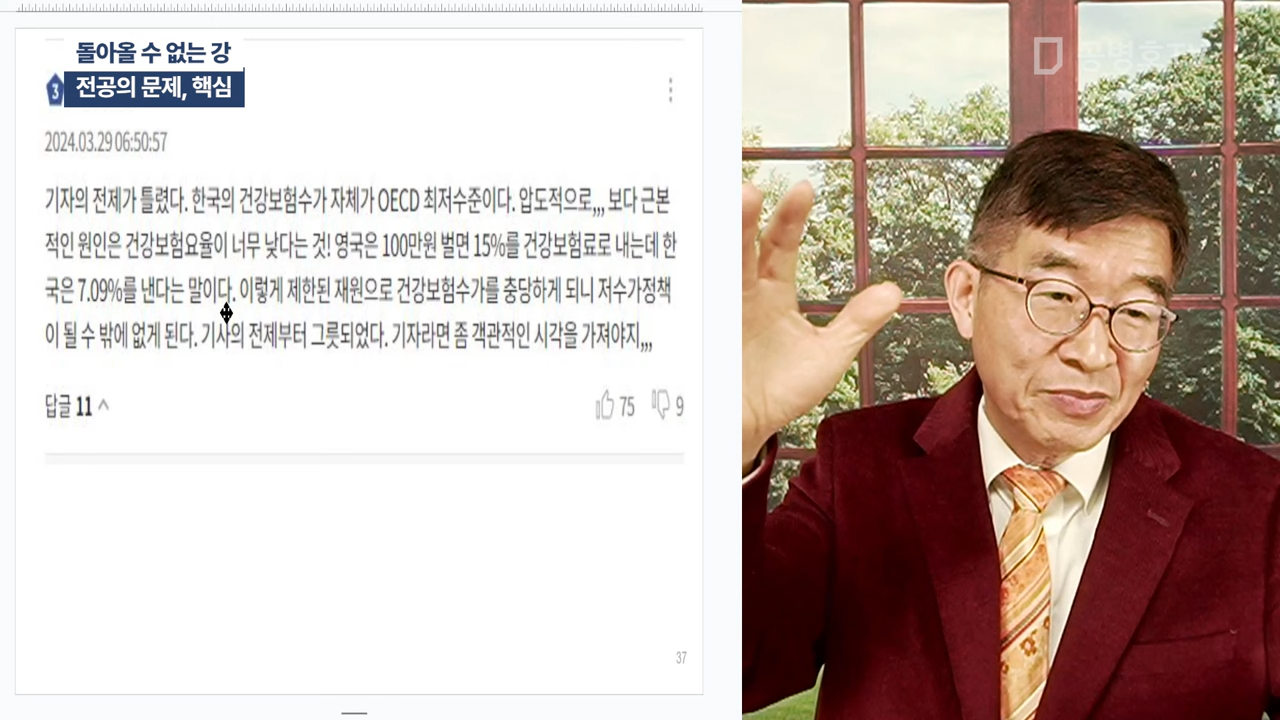 돌아올 수 없는 강
전공의 문제, 핵심
3
2024.03.29 06:50:57
기자의 전제가 틀렸다. 한국의 건강보험수가 자체가 OECD 최저수준이다. 압도적으로,,, 보다 근본
적인 원인은 건강보험요율이 너무 낮다는 것! 영국은 100만원 벌면 15%를 건강보험료로 내는데 한
국은 7.09%를 낸다는 말이다. 이렇게 제한된 재원으로 건강보험수가를 충당하게 되니 저수가정책
이 될 수 밖에 없게 된다. 기사의 전제부터 그릇되었다. 기자라면 좀 객관적인 시각을 가져야지,,,
답글 11
75
9
37